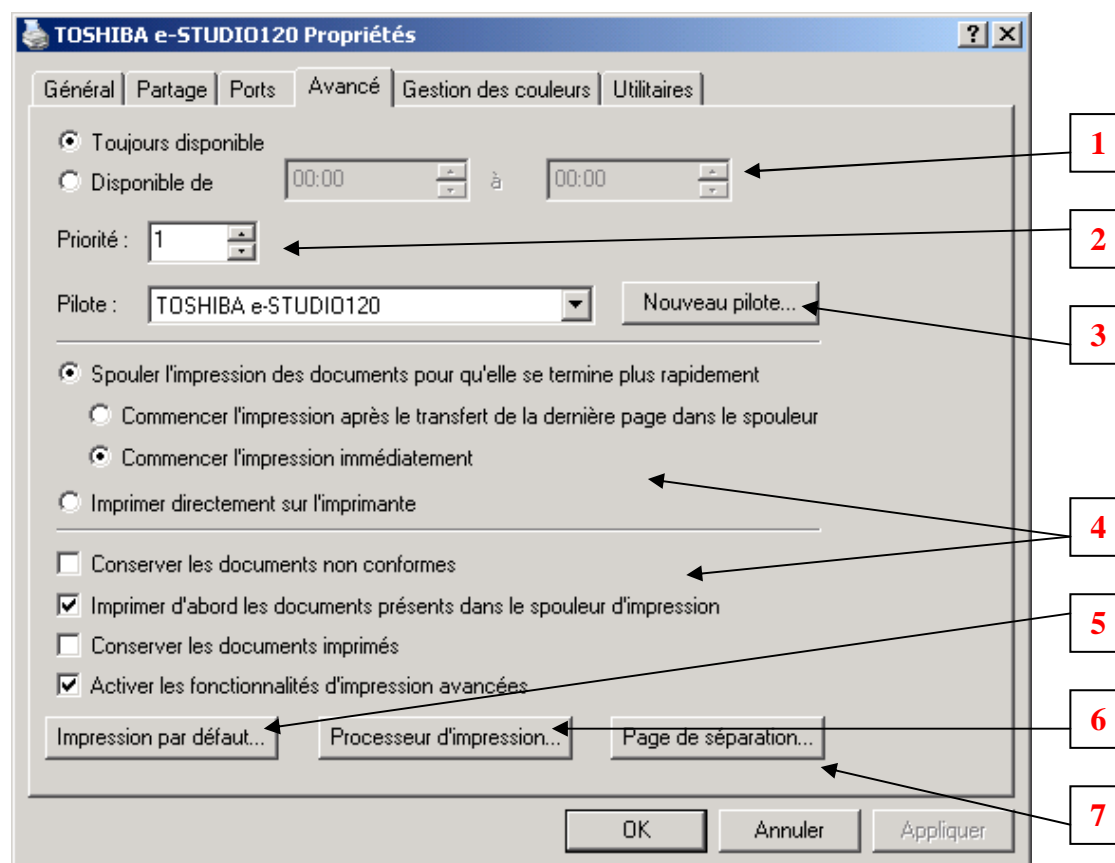 TOSHIBA e-STUDIO120 Propriétés
Général Partage Ports Avancé Gestion des couleurs Utilitaires
Toujours disponible
1
Disponible de 00:00 à 00:00
Priorité : 1
2
Pilote : TOSHIBA e-STUDIO120 Nouveau pilote...
3
Spouler l'impression des documents pour qu'elle se termine plus rapidement
Commencer l'impression après le transfert de la dernière page dans le spouleur
Commencer l'impression immédiatement
Imprimer directement sur l'imprimante
4
Conserver les documents non conformes
Imprimer d'abord les documents présents dans le spouleur d'impression
5
Conserver les documents imprimés
Activer les fonctionnalités d'impression avancées
6
Impression par défaut... Processeur d'impression... Page de séparation...
7
OK Annuler Appliquer